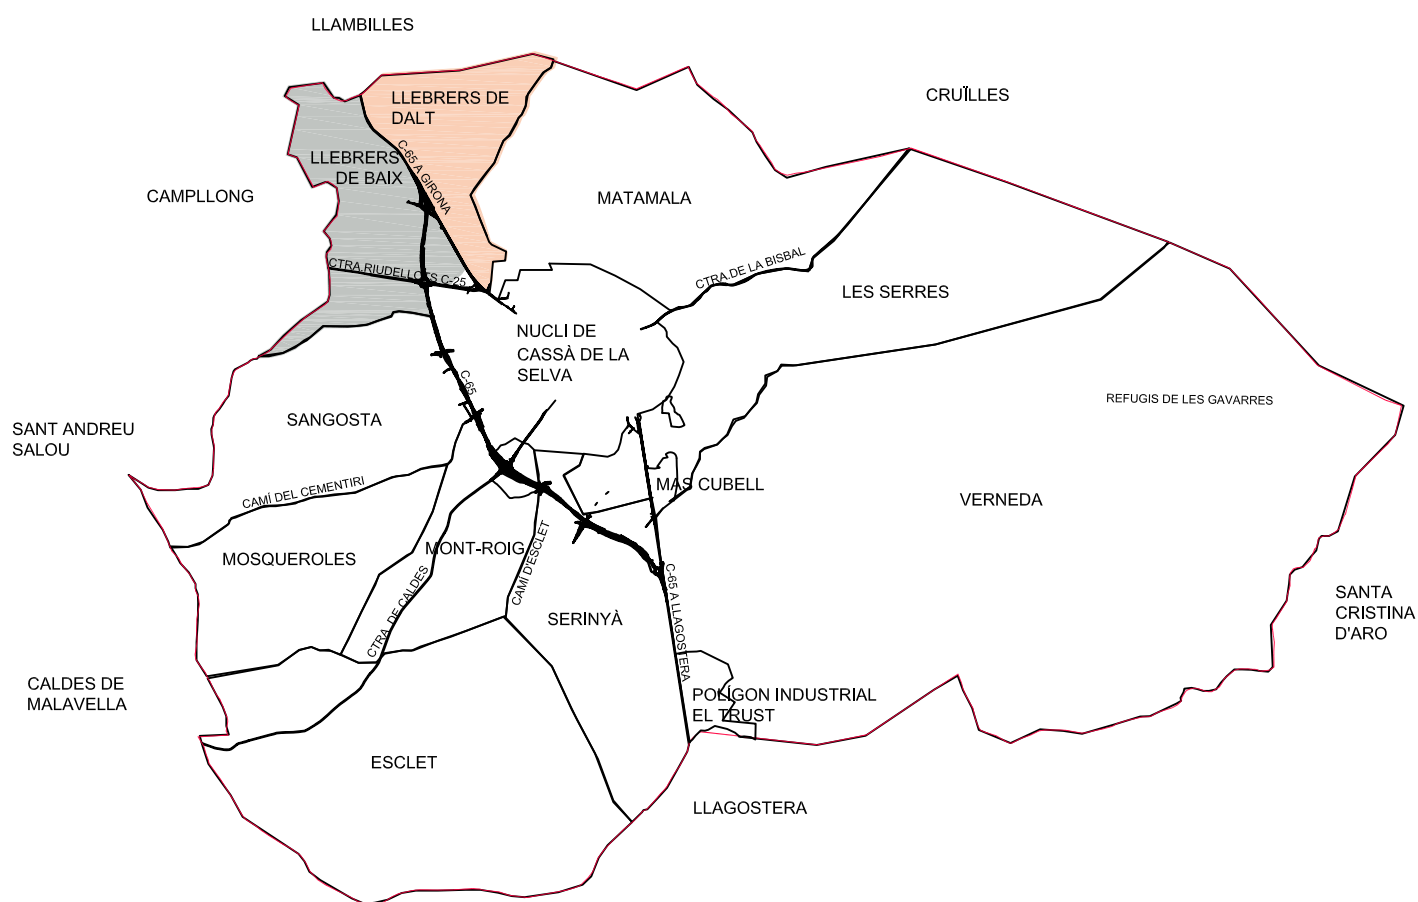 LLAMBILLES
CRUÏLLES
LLEBRERS DE
DALT
C-65 A GIRONA
LLEBRERS
DE BAIX
CAMPLLONG
MATAMALA
CTRA.RIUDELLOTS C-25
CTRA.DE LA BISBAL
LES SERRES
NUCLI DE
CASSÀ DE LA
SELVA
C-65
REFUGIS DE LES GAVARRES
SANGOSTA
SANT ANDREU
SALOU
CAMÍ DEL CEMENTIRI
MAS CUBELL
VERNEDA
MOSQUEROLES
MONT-ROIG
CAMÍ D'ESCLET
CTRA. DE CALDES
C-65 A LLAGOSTERA
SERINYÀ
SANTA
CRISTINA
D'ARO
CALDES DE
MALAVELLA
POLÍGON INDUSTRIAL
EL TRUST
ESCLET
LLAGOSTERA